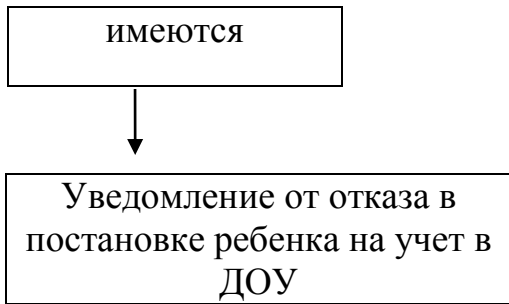 имеются
Уведомление от отказа в
постановке ребенка на учет в
ДОУ